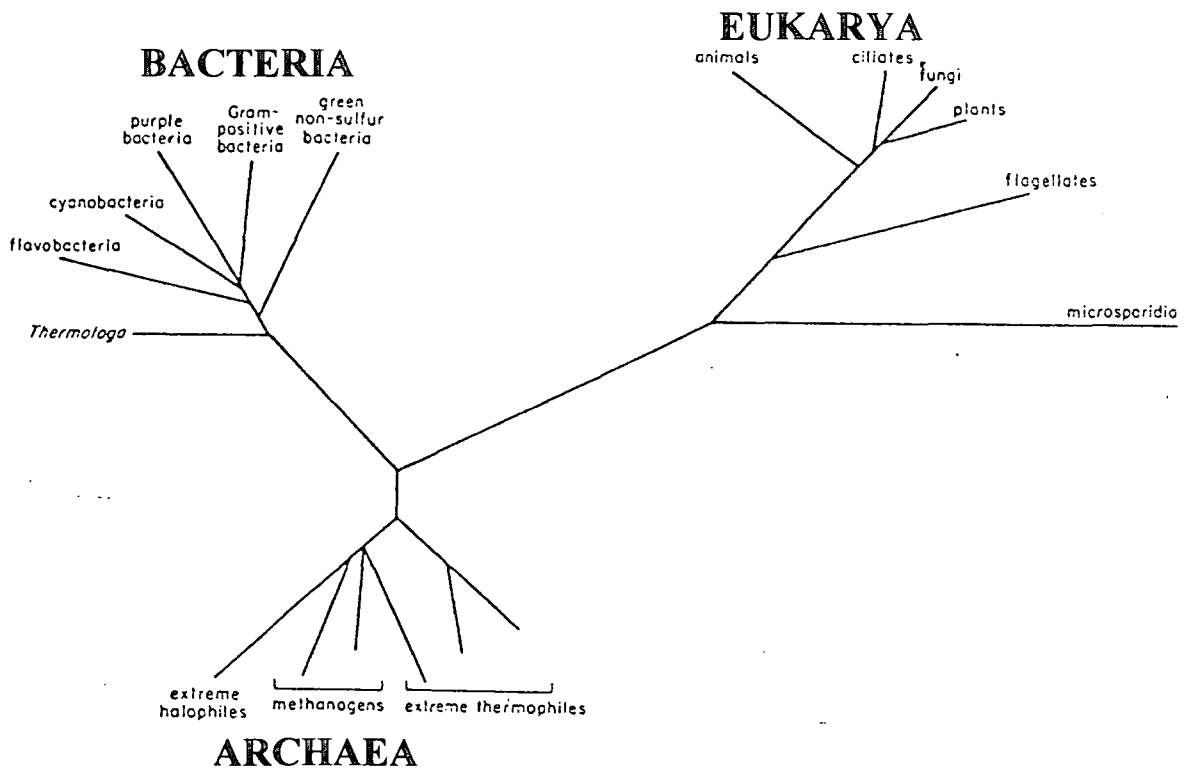 EUKARYA
animals
ciliates
fungi
plants
flagellates
microsporidia
BACTERIA
purple
bacteria
Gram-
positive
bacteria
green
non-sulfur
bacteria
cyanobacteria
flavobacteria
Thermologa
extreme
halophiles
methanogens
extreme thermophiles
ARCHAEA